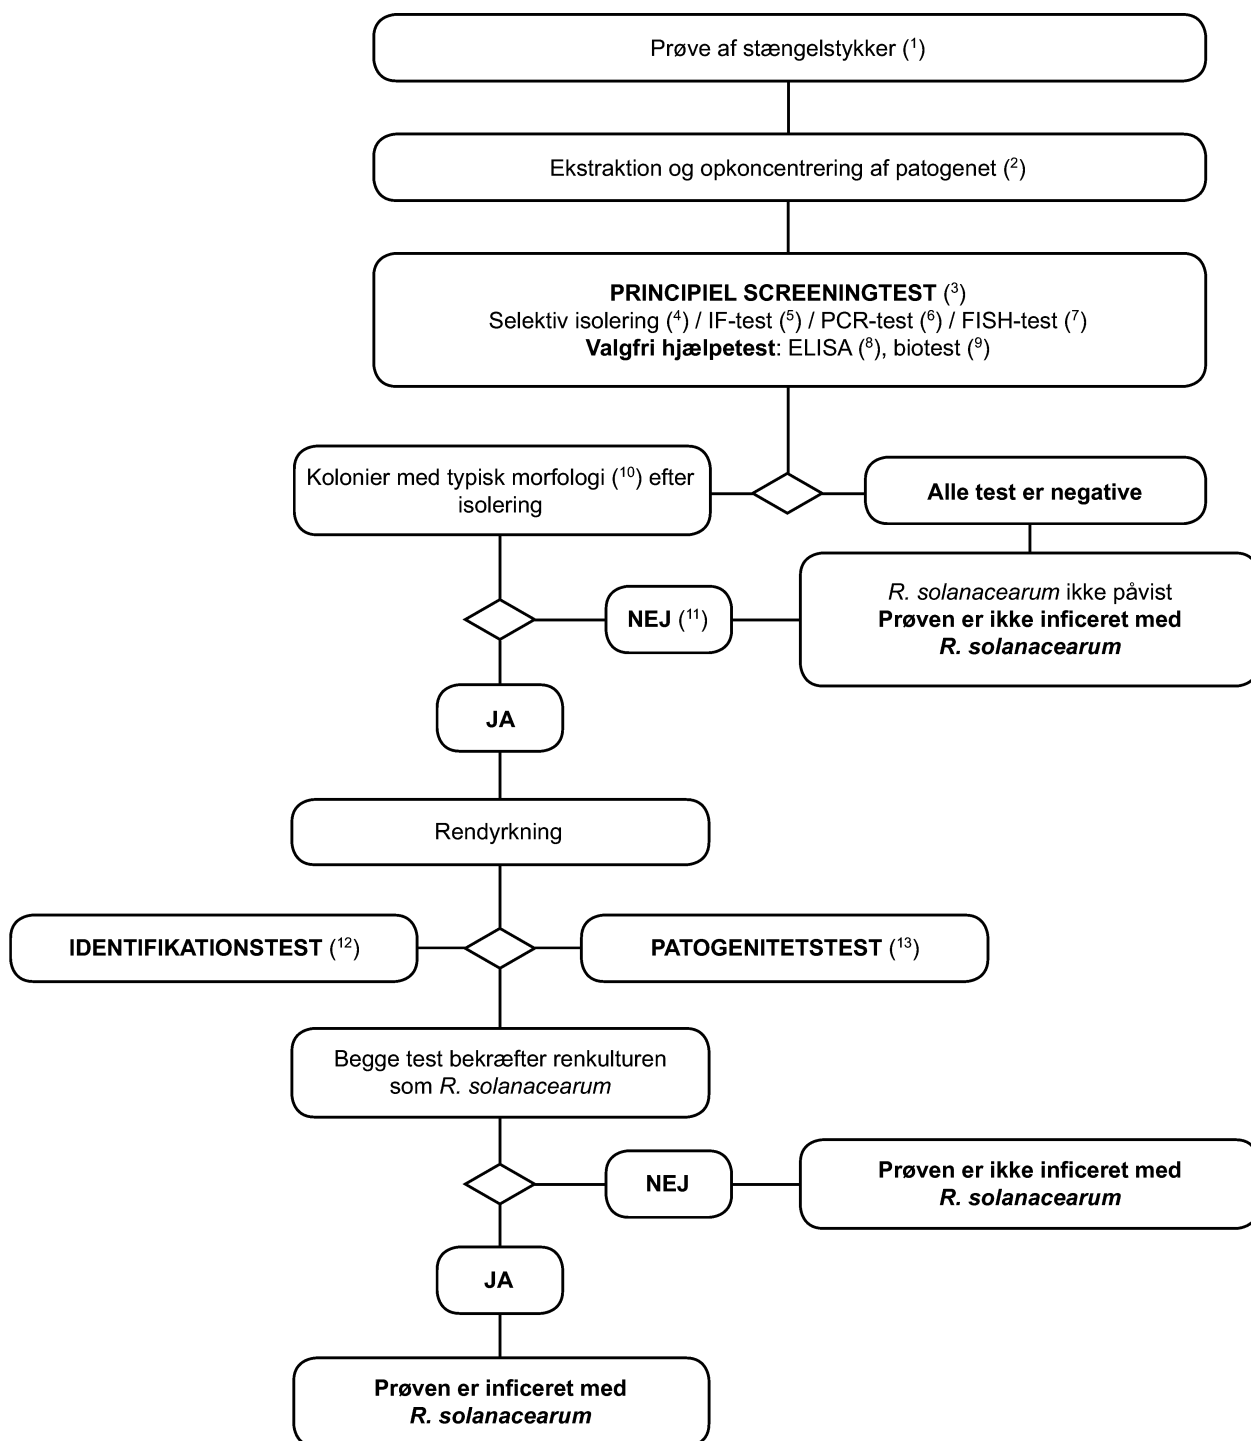 Prøve af stængelstykker (¹)
Ekstraktion og opkoncentrering af patogenet (²)
PRINCIPIEL SCREENINGTEST (³)
Selektiv isolering (⁴) / IF-test (⁵) / PCR-test (⁶) / FISH-test (⁷)
Valgfri hjælpetest: ELISA (⁸), biotest (⁹)
Kolonier med typisk morfologi (¹⁰) efter
isolering
Alle test er negative
R. solanacearum ikke påvist
Prøven er ikke inficeret med
R. solanacearum
NEJ (¹¹)
JA
Rendyrkning
IDENTIFIKATIONSTEST (¹²)
PATOGENITETSTEST (¹³)
Begge test bekræfter renkulturen
som R. solanacearum
NEJ
Prøven er ikke inficeret med
R. solanacearum
JA
Prøven er inficeret med
R. solanacearum